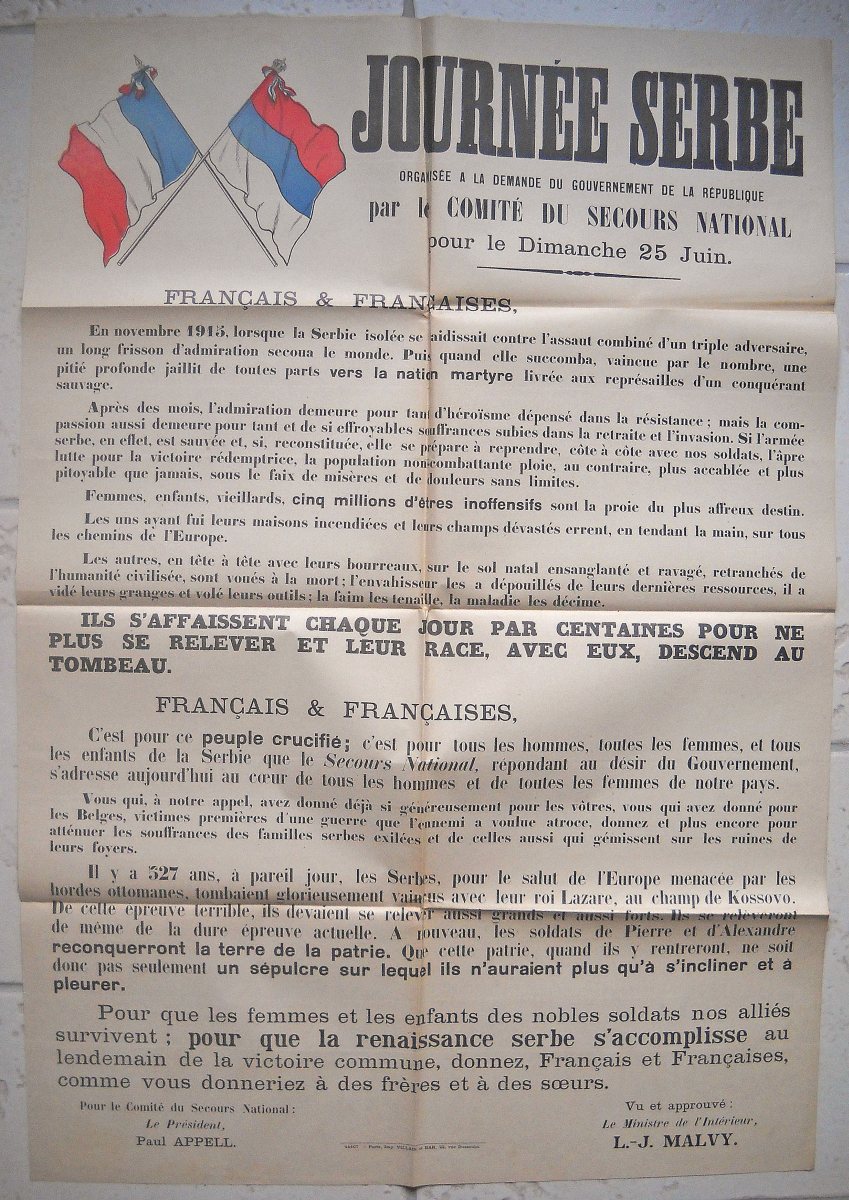 JOURNÉE SERBE
ORGANISÉE A LA DEMANDE DU GOUVERNEMENT DE LA RÉPUBLIQUE
par le COMITÉ DU SECOURS NATIONAL
pour le Dimanche 25 Juin.
FRANÇAIS & FRANÇAISES,
En novembre 1915, lorsque la Serbie isolée se raidissait contre l'assaut combiné d'un triple adversaire,
un long frisson d'admiration secoua le monde. Puis quand elle succomba, vaincue par le nombre, une
pitié profonde jaillit de toutes parts vers la nation martyre livrée aux représailles d'un conquérant
sauvage.
Après des mois, l'admiration demeure pour tant d'héroïsme dépensé dans la résistance ; mais la com-
passion aussi demeure pour tant et de si effroyables souffrances subies dans la retraite et l'invasion. Si l'armée
serbe, en effet, est sauvée et, si, reconstituée, elle se prépare à reprendre, côte à côte avec nos soldats, l'âpre
lutte pour la victoire rédemptrice, la population non-combattante ploie, au contraire, plus accablée et plus
pitoyable que jamais, sous le faix de misères et de douleurs sans limites.
Femmes, enfants, vieillards, cinq millions d'êtres inoffensifs sont la proie du plus affreux destin.
Les uns ayant fui leurs maisons incendiées et leurs champs dévastés errent, en tendant la main, sur tous
les chemins de l'Europe.
Les autres, en tête à tête avec leurs bourreaux, sur le sol natal ensanglanté et ravagé, retranchés de
l'humanité civilisée, sont voués à la mort ; l'envahisseur les a dépouillés de leurs dernières ressources, il a
vidé leurs granges et volé leurs outils ; la faim les tenaille, la maladie les décime.
ILS S'AFFAISSENT CHAQUE JOUR PAR CENTAINES POUR NE
PLUS SE RELEVER ET LEUR RACE, AVEC EUX, DESCEND AU
TOMBEAU.
FRANÇAIS & FRANÇAISES,
C'est pour ce peuple crucifié ; c'est pour tous les hommes, toutes les femmes, et tous
les enfants de la Serbie que le Secours National, répondant au désir du Gouvernement,
s'adresse aujourd'hui au cœur de tous les hommes et de toutes les femmes de notre pays.
Vous qui, à notre appel, avez donné déjà si généreusement pour les vôtres, vous qui avez donné pour
les Belges, victimes premières d'une guerre que l'ennemi a voulue atroce, donnez et plus encore pour
atténuer les souffrances des familles serbes exilées et de celles aussi qui gémissent sur les ruines de
leurs foyers.
Il y a 527 ans, à pareil jour, les Serbes, pour le salut de l'Europe menacée par les
hordes ottomanes, tombaient glorieusement vaincus avec leur roi Lazare, au champ de Kossovo.
De cette épreuve terrible, ils devaient se relever aussi grands et aussi forts. Ils se relèveront
de même de la dure épreuve actuelle. A nouveau, les soldats de Pierre et d'Alexandre
reconquerront la terre de la patrie. Que cette patrie, quand ils y rentreront, ne soit
donc pas seulement un sépulcre sur lequel ils n'auraient plus qu'à s'incliner et à
pleurer.
Pour que les femmes et les enfants des nobles soldats nos alliés
survivent ; pour que la renaissance serbe s'accomplisse au
lendemain de la victoire commune, donnez, Français et Françaises,
comme vous donneriez à des frères et à des sœurs.
Pour le Comité du Secours National :
Le Président,
Paul APPELL.
Vu et approuvé :
Le Ministre de l'Intérieur,
L.-J. MALVY.